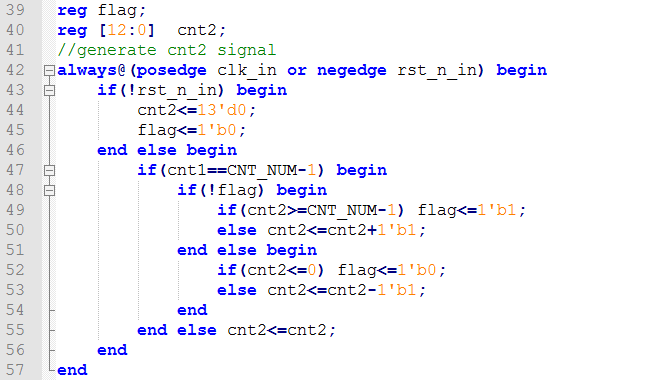 39 reg flag;
40 reg [12:0]  cnt2;
41 //generate cnt2 signal
42 always@(posedge clk_in or negedge rst_n_in) begin
43     if(!rst_n_in) begin
44         cnt2<=13'd0;
45         flag<=1'b0;
46     end else begin
47         if(cnt1==CNT_NUM-1) begin
48             if(!flag) begin
49                 if(cnt2>=CNT_NUM-1) flag<=1'b1;
50                 else cnt2<=cnt2+1'b1;
51             end else begin
52                 if(cnt2<=0) flag<=1'b0;
53                 else cnt2<=cnt2-1'b1;
54             end
55         end else cnt2<=cnt2;
56     end
57 end